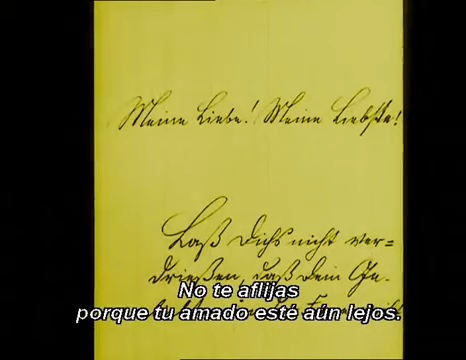 Meine Liebe! Meine Liebste!
Laß Dichs nicht ver=
drießen, daß dein Ge-
No te aflijas
porque tu amado esté aún lejos.